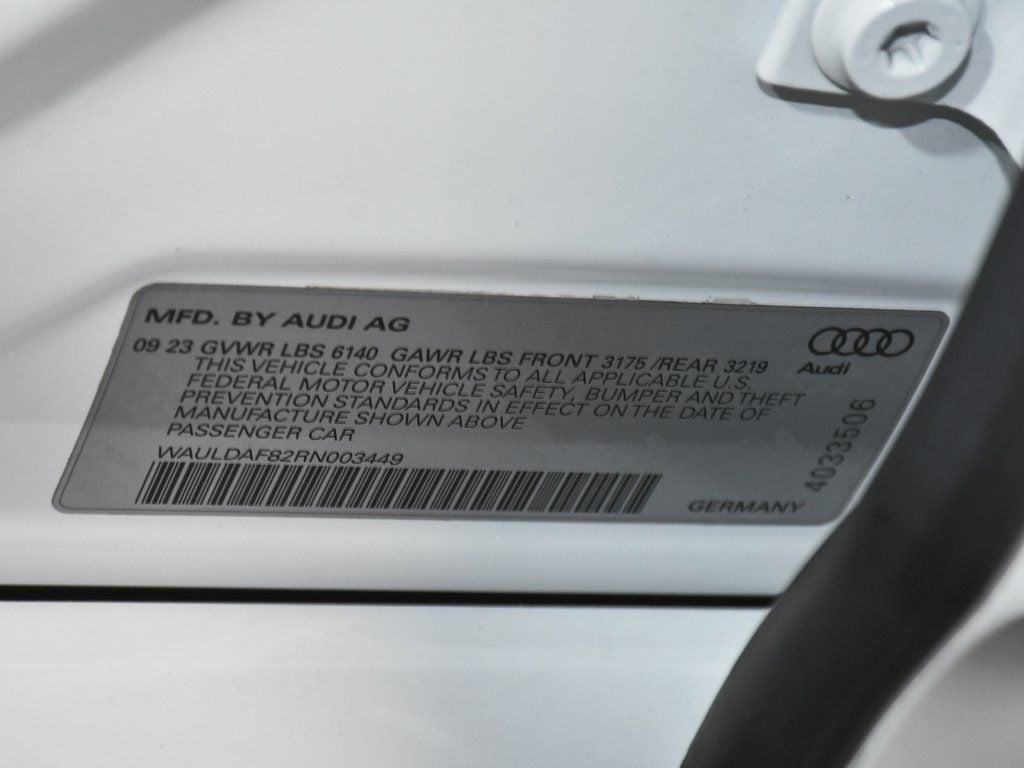 MFD. BY AUDI AG
09 23 GVWR LBS 6140 GAWR LBS FRONT 3175 /REAR 3219
THIS VEHICLE CONFORMS TO ALL APPLICABLE U.S.
FEDERAL MOTOR VEHICLE SAFETY, BUMPER AND THEFT
PREVENTION STANDARDS IN EFFECT ON THE DATE OF
MANUFACTURE SHOWN ABOVE
PASSENGER CAR
WAULDAF82RN003449
GERMANY
Audi
4033506